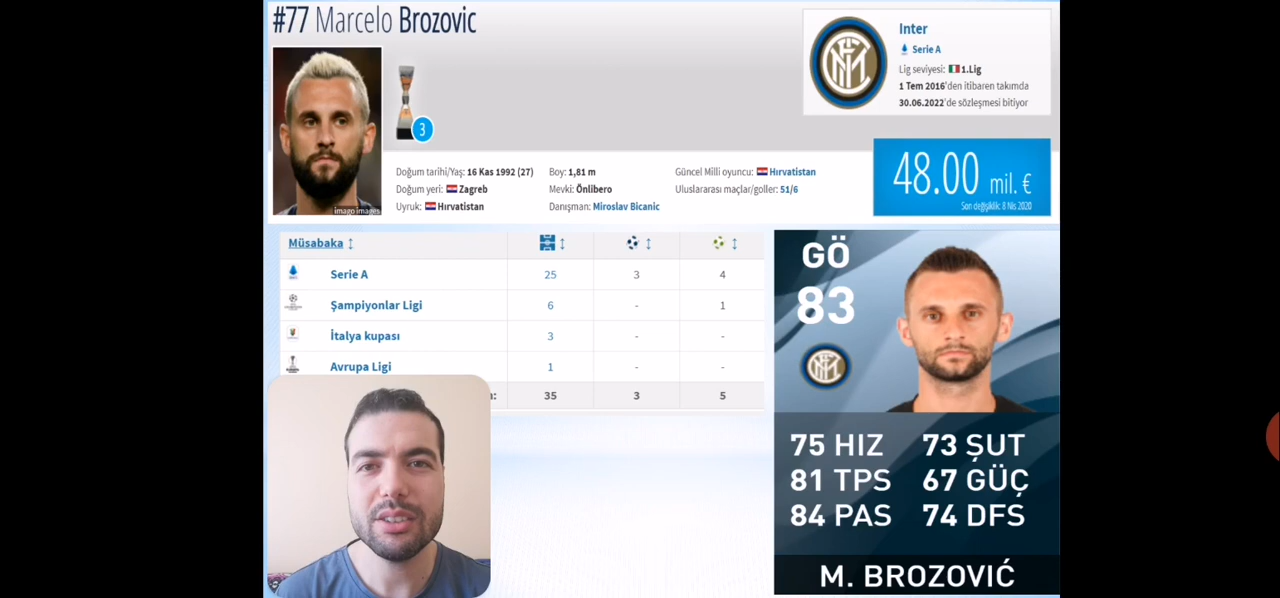 #77 Marcelo Brozovic
Inter
Serie A
Lig seviyesi: 1.Lig
1 Tem 2016'den itibaren takımda
30.06.2022'de sözleşmesi bitiyor
3
imago images
Doğum tarihi/Yaş: 16 Kas 1992 (27)
Doğum yeri: Zagreb
Uyruk: Hırvatistan
Boy: 1,81 m
Mevki: Önlibero
Danışman: Miroslav Bicanic
Güncel Milli oyuncu: Hırvatistan
Uluslararası maçlar/goller: 51/6
48.00 mil. €
Son değişiklik: 8 Nis 2020
Müsabaka
Serie A 25 3 4
Şampiyonlar Ligi 6 - 1
İtalya kupası 3 - -
Avrupa Ligi 1 - -
35 3 5
GÖ
83
75 HIZ 73 ŞUT
81 TPS 67 GÜÇ
84 PAS 74 DFS
M. BROZOVIĆ